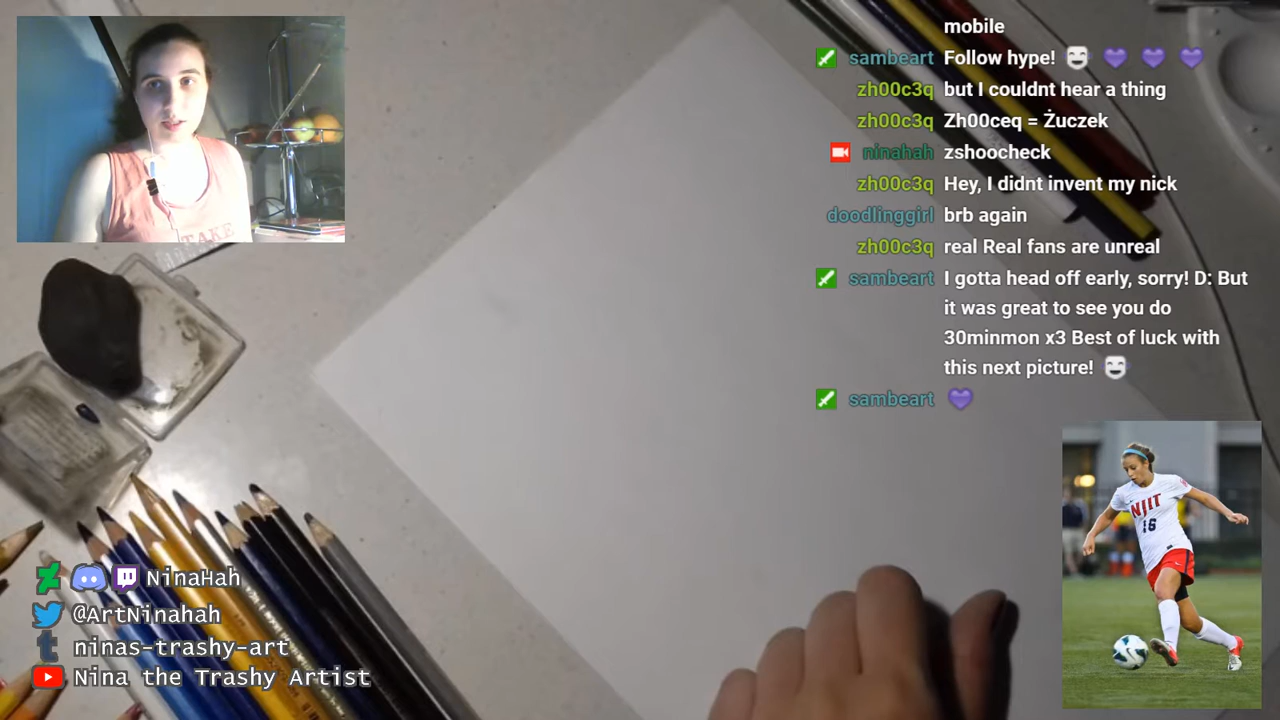 mobile
sambeart Follow hype!
zh00c3q but I couldnt hear a thing
zh00c3q Zh00ceq = Żuczek
ninahah zshoocheck
zh00c3q Hey, I didnt invent my nick
doodlinggirl brb again
zh00c3q real Real fans are unreal
sambeart I gotta head off early, sorry! D: But
it was great to see you do
30minmon x3 Best of luck with
this next picture!
sambeart
TAKE
NJIT
16
NinaHah
@ArtNinahah
ninas-trashy-art
Nina the Trashy Artist